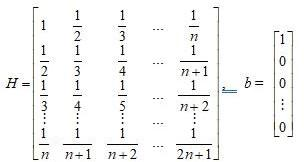 H = [ 1 1/2 1/3 ... 1/n
1/2 1/3 1/4 ... 1/n+1
1/3 1/4 1/5 ... 1/n+2
⋮ ⋮ ⋮ ... ⋮
1/n 1/n+1 1/n+2 ... 1/2n+1 ] , b = [ 1 0 0 ⋮ 0 ]